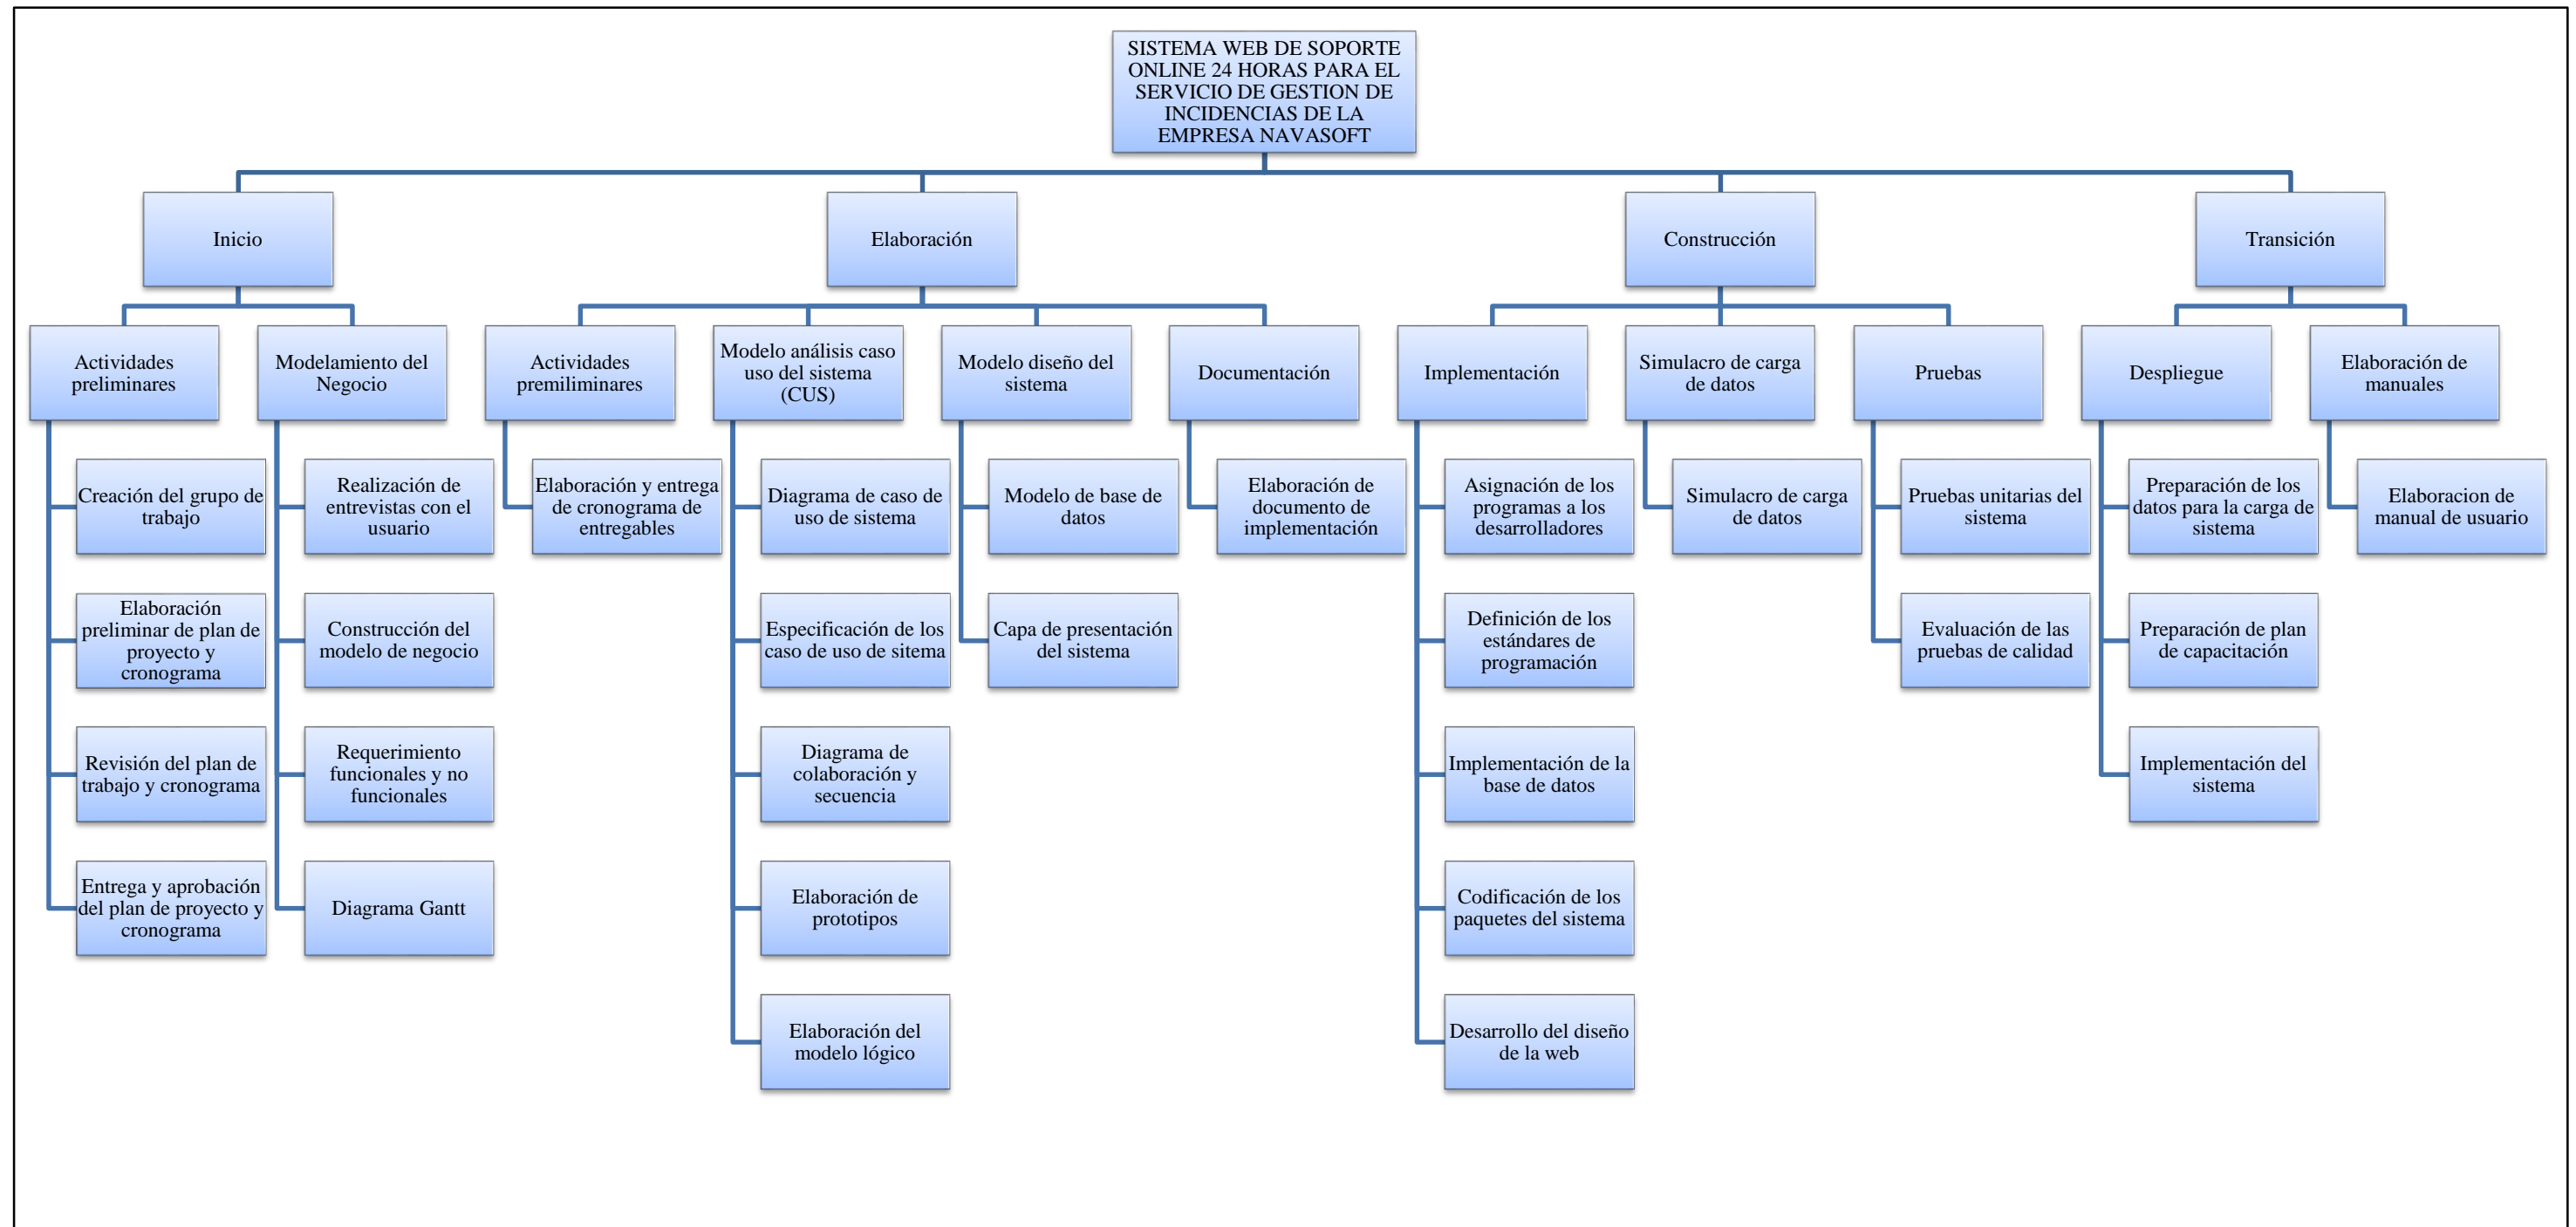 SISTEMA WEB DE SOPORTE
ONLINE 24 HORAS PARA EL
SERVICIO DE GESTION DE
INCIDENCIAS DE LA
EMPRESA NAVASOFT
Inicio
Elaboración
Construcción
Transición
Actividades
preliminares
Modelamiento del
Negocio
Actividades
premiliminares
Modelo análisis caso
uso del sistema
(CUS)
Modelo diseño del
sistema
Documentación
Implementación
Simulacro de carga
de datos
Pruebas
Despliegue
Elaboración de
manuales
Creación del grupo de
trabajo
Realización de
entrevistas con el
usuario
Elaboración y entrega
de cronograma de
entregables
Diagrama de caso de
uso de sistema
Modelo de base de
datos
Elaboración de
documento de
implementación
Asignación de los
programas a los
desarrolladores
Simulacro de carga
de datos
Pruebas unitarias del
sistema
Preparación de los
datos para la carga de
sistema
Elaboracion de
manual de usuario
Elaboración
preliminar de plan de
proyecto y
cronograma
Construcción del
modelo de negocio
Especificación de los
caso de uso de sitema
Capa de presentación
del sistema
Definición de los
estándares de
programación
Evaluación de las
pruebas de calidad
Preparación de plan
de capacitación
Revisión del plan de
trabajo y cronograma
Requerimiento
funcionales y no
funcionales
Diagrama de
colaboración y
secuencia
Implementación de la
base de datos
Implementación del
sistema
Entrega y aprobación
del plan de proyecto y
cronograma
Diagrama Gantt
Elaboración de
prototipos
Codificación de los
paquetes del sistema
Elaboración del
modelo lógico
Desarrollo del diseño
de la web